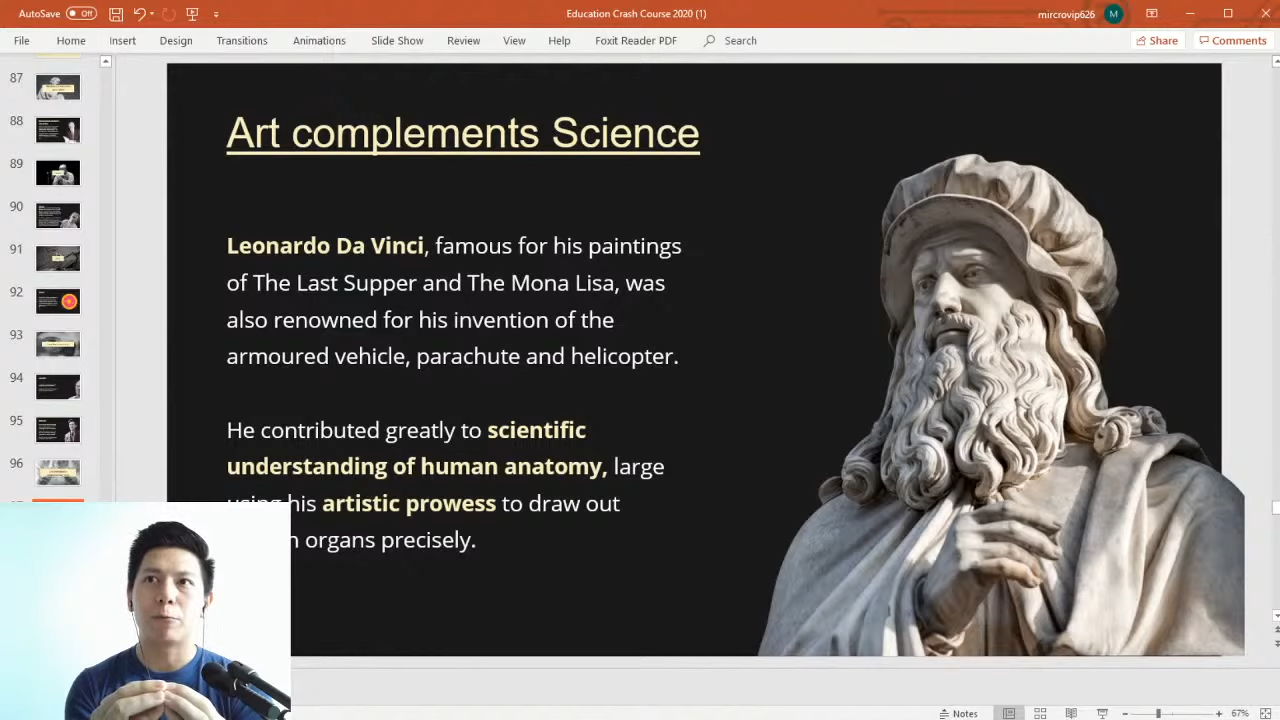 AutoSave Off
Education Crash Course 2020 (1)
mircrovip626 M
File Home Insert Design Transitions Animations Slide Show Review View Help Foxit Reader PDF Search Share Comments
87
88
89
90
91
92
93
94
95
96
Art complements Science
Leonardo Da Vinci, famous for his paintings
of The Last Supper and The Mona Lisa, was
also renowned for his invention of the
armoured vehicle, parachute and helicopter.
He contributed greatly to scientific
understanding of human anatomy, large
his artistic prowess to draw out
organs precisely.
Notes
67%